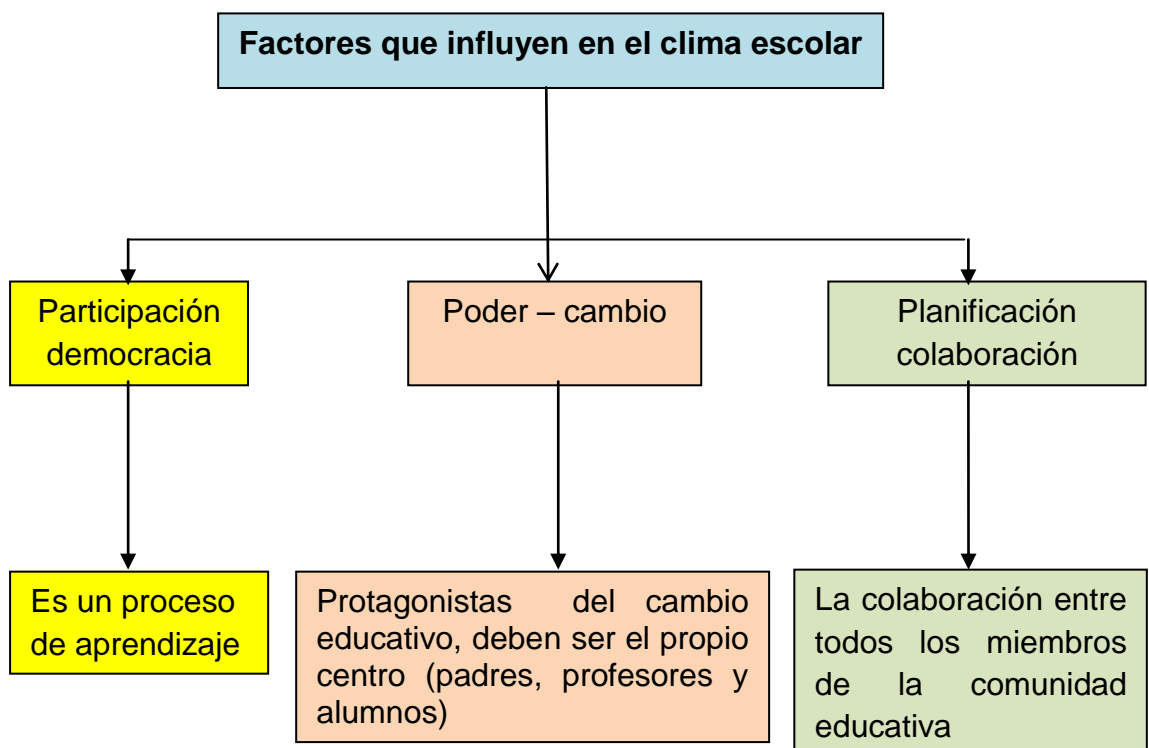 Factores que influyen en el clima escolar
Participación
democracia
Poder – cambio
Planificación
colaboración
Es un proceso
de aprendizaje
Protagonistas del cambio
educativo, deben ser el propio
centro (padres, profesores y
alumnos)
La colaboración entre
todos los miembros
de la comunidad
educativa